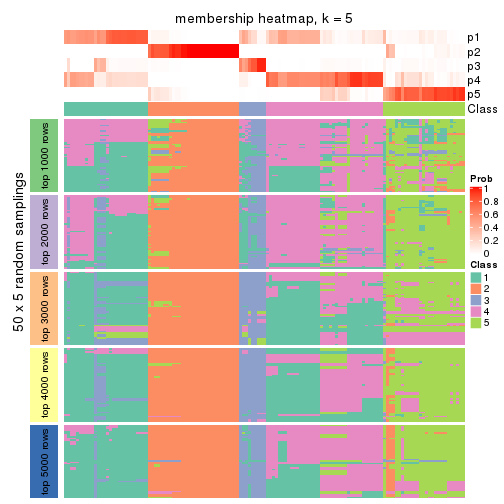 membership heatmap, k = 5
p1
p2
p3
p4
p5
Class
50 x 5 random samplings
top 1000 rows
top 2000 rows
top 3000 rows
top 4000 rows
top 5000 rows
Prob
1
0.8
0.6
0.4
0.2
0
Class
1
2
3
4
5